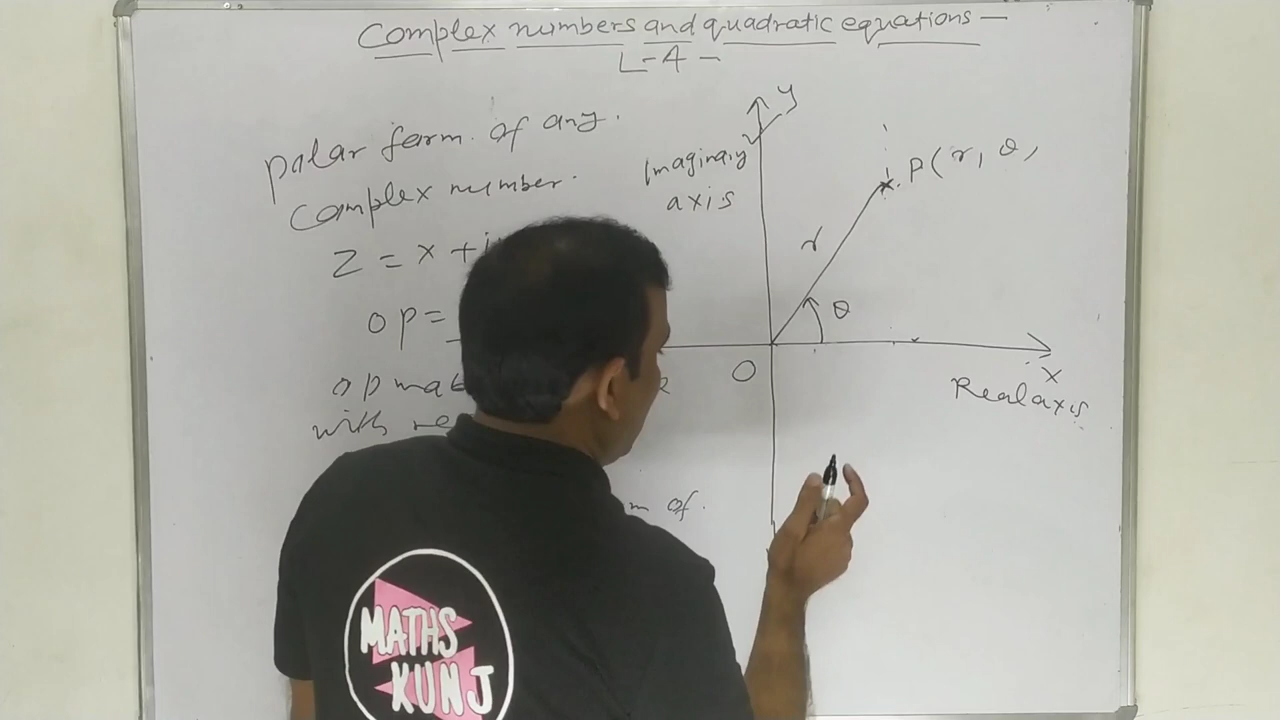 Complex numbers and quadratic equations —
L-4 -
polar form of any.
Complex number.
Z = x + i
OP =
OP ma
with re
m of.
y
Imaginary
axis
P(r, θ,
r
θ
O
X
Real axis
MATHS
KUNJ